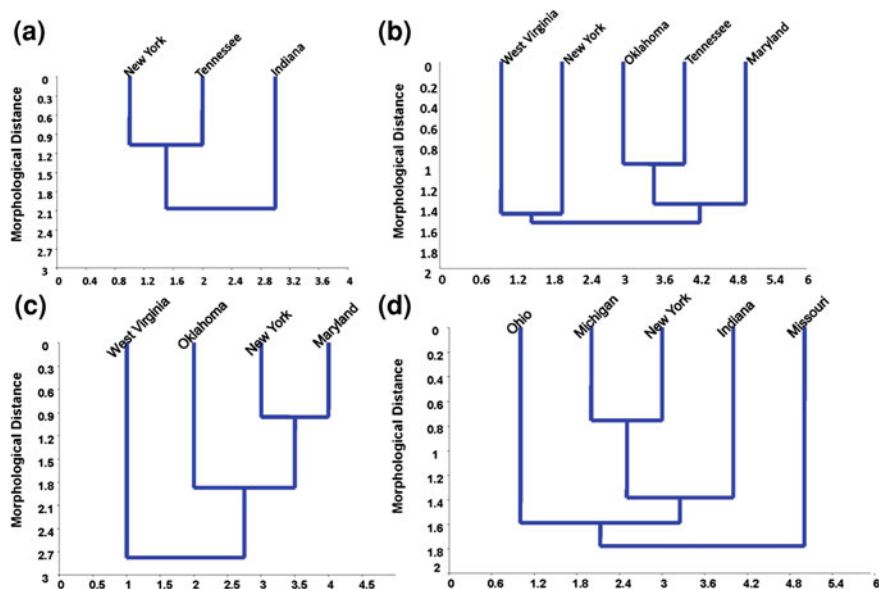 (a)
New York
Tennessee
Indiana
Morphological Distance
0
0.3
0.6
0.9
1.2
1.5
1.8
2.1
2.4
2.7
3
0 0.4 0.8 1.2 1.6 2 2.4 2.8 3.2 3.6 4
(b)
West Virginia
New York
Oklahoma
Tennessee
Maryland
Morphological Distance
0
0.2
0.4
0.6
0.8
1
1.2
1.4
1.6
1.8
2
0 0.6 1.2 1.8 2.4 3 3.6 4.2 4.8 5.4 6
(c)
West Virginia
Oklahoma
New York
Maryland
Morphological Distance
0
0.3
0.6
0.9
1.2
1.5
1.8
2.1
2.4
2.7
3
0 0.5 1 1.5 2 2.5 3 3.5 4 4.5
(d)
Ohio
Michigan
New York
Indiana
Missouri
Morphological Distance
0
0.2
0.4
0.6
0.8
1
1.2
1.4
1.6
1.8
2
0 0.6 1.2 1.8 2.4 3 3.6 4.2 4.8 5.4 6